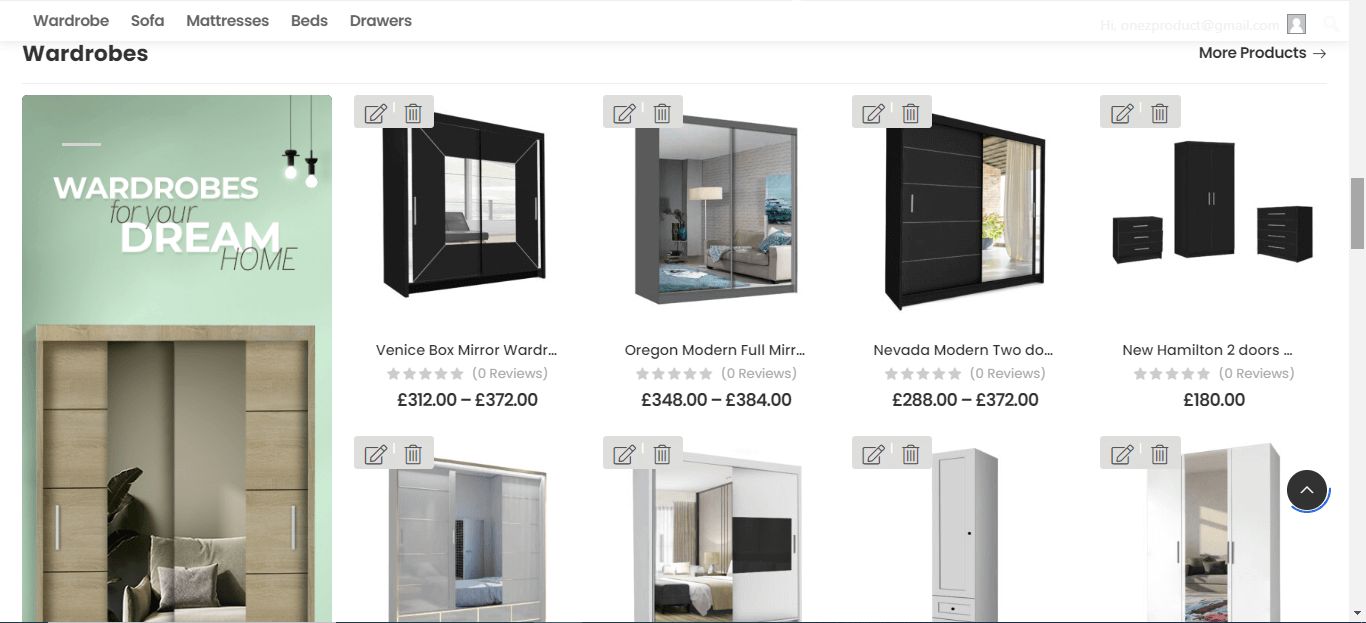 Wardrobe Sofa Mattresses Beds Drawers
Hi, onezproduct@gmail.com
Wardrobes
More Products →
WARDROBES
for your
DREAM
HOME
Venice Box Mirror Wardr...
(0 Reviews)
£312.00 – £372.00
Oregon Modern Full Mirr...
(0 Reviews)
£348.00 – £384.00
Nevada Modern Two do...
(0 Reviews)
£288.00 – £372.00
New Hamilton 2 doors ...
(0 Reviews)
£180.00